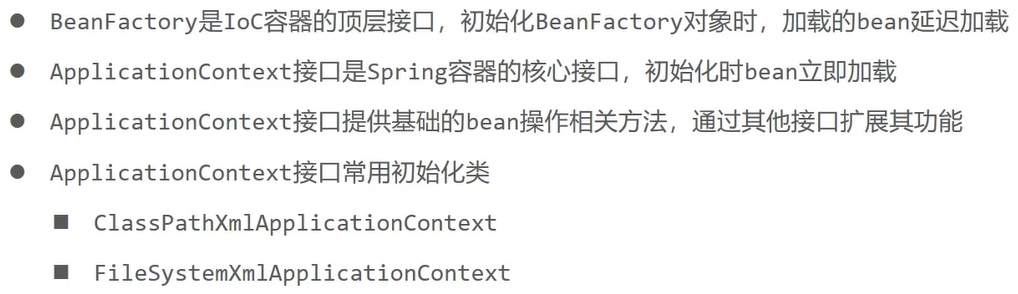 ● BeanFactory是IoC容器的顶层接口，初始化BeanFactory对象时，加载的bean延迟加载
● ApplicationContext接口是Spring容器的核心接口，初始化时bean立即加载
● ApplicationContext接口提供基础的bean操作相关方法，通过其他接口扩展其功能
● ApplicationContext接口常用初始化类
■ ClassPathXmlApplicationContext
■ FileSystemXmlApplicationContext